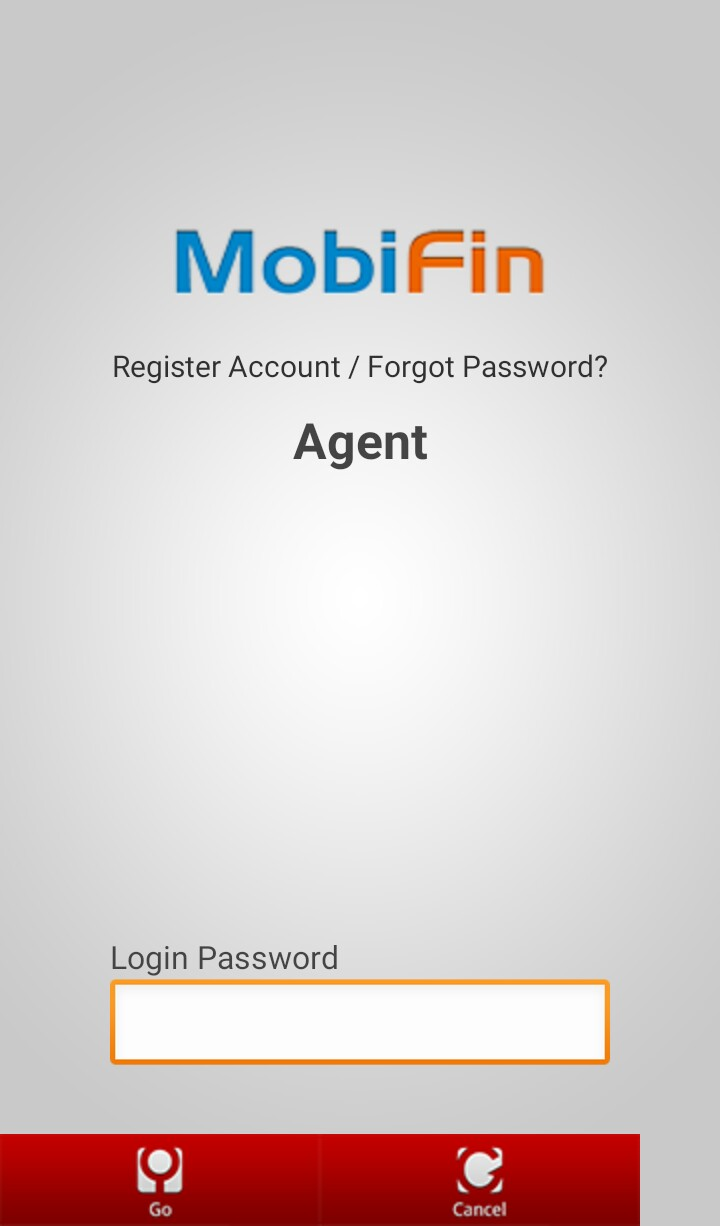 MobiFin
Register Account / Forgot Password?
Agent
Login Password
Go
Cancel